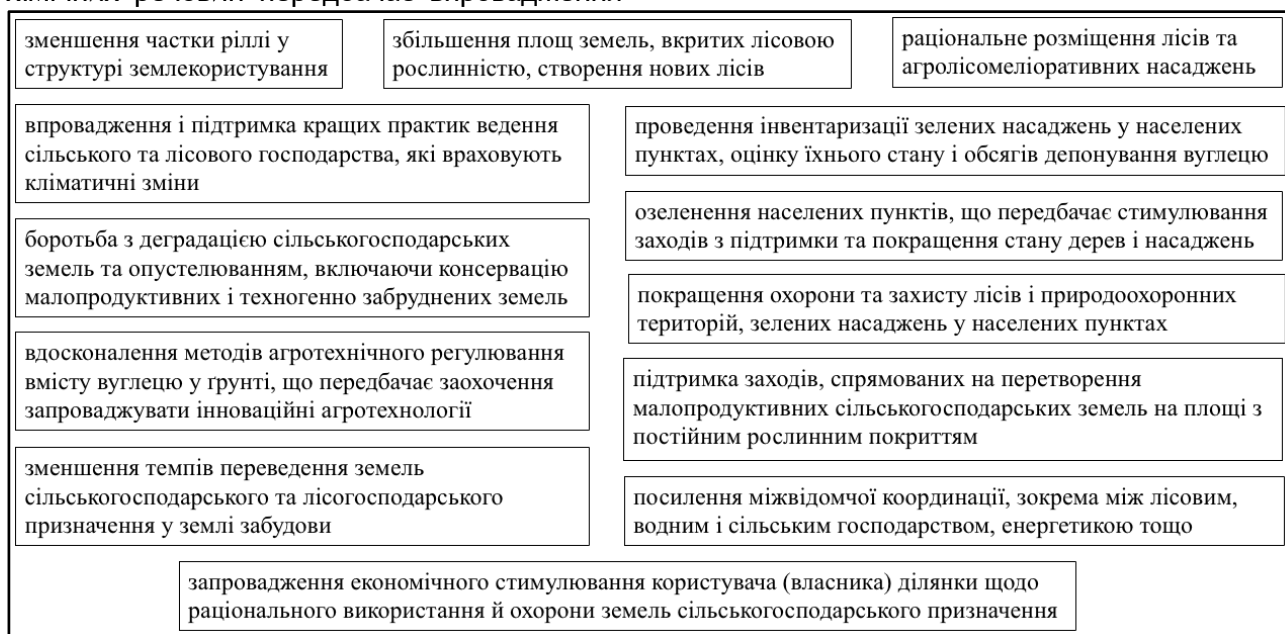 зменшення частки ріллі у
структурі землекористування
збільшення площ земель, вкритих лісовою
рослинністю, створення нових лісів
раціональне розміщення лісів та
агролісомеліоративних насаджень
впровадження і підтримка кращих практик ведення
сільського та лісового господарства, які враховують
кліматичні зміни
боротьба з деградацією сільськогосподарських
земель та опустелюванням, включаючи консервацію
малопродуктивних і техногенно забруднених земель
вдосконалення методів агротехнічного регулювання
вмісту вуглецю у ґрунті, що передбачає заохочення
запроваджувати інноваційні агротехнології
зменшення темпів переведення земель
сільськогосподарського та лісогосподарського
призначення у землі забудови
проведення інвентаризації зелених насаджень у населених
пунктах, оцінку їхнього стану і обсягів депонування вуглецю
озеленення населених пунктів, що передбачає стимулювання
заходів з підтримки та покращення стану дерев і насаджень
покращення охорони та захисту лісів і природоохоронних
територій, зелених насаджень у населених пунктах
підтримка заходів, спрямованих на перетворення
малопродуктивних сільськогосподарських земель на площі з
постійним рослинним покриттям
посилення міжвідомчої координації, зокрема між лісовим,
водним і сільським господарством, енергетикою тощо
запровадження економічного стимулювання користувача (власника) ділянки щодо
раціонального використання й охорони земель сільськогосподарського призначення